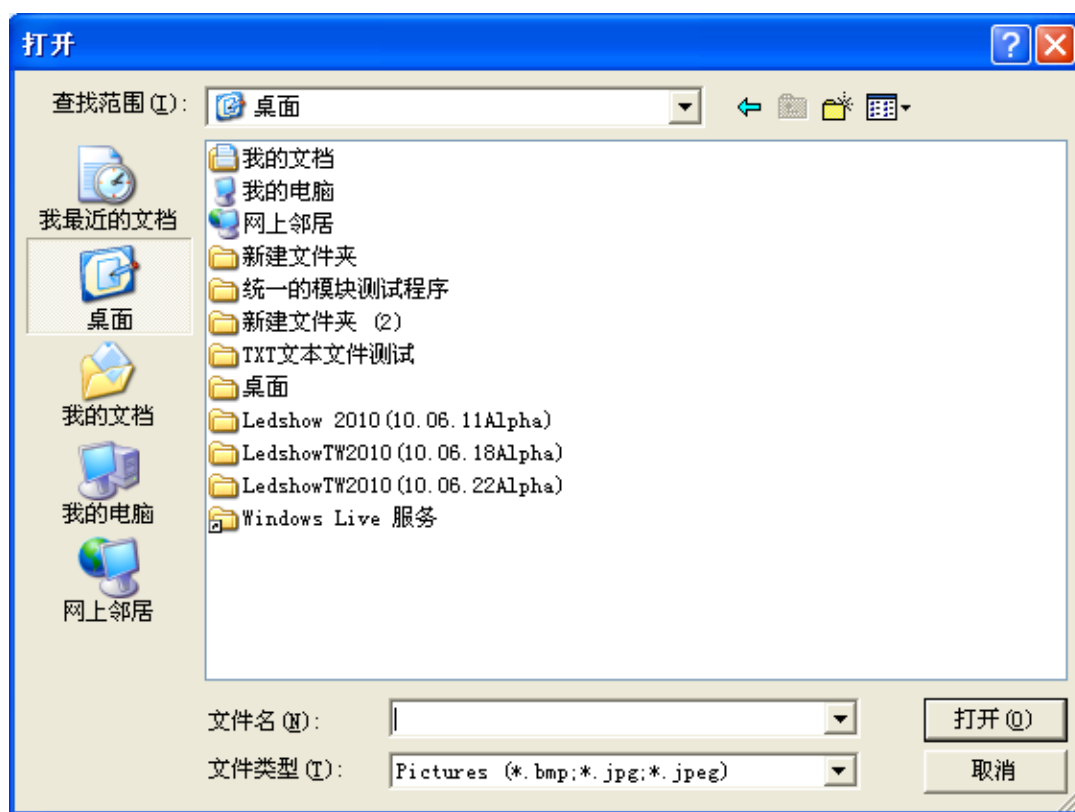 打开
查找范围(I):
桌面
我最近的文档
桌面
我的文档
我的电脑
网上邻居
我的文档
我的电脑
网上邻居
新建文件夹
统一的模块测试程序
新建文件夹 (2)
TXT文本文件测试
桌面
Ledshow 2010(10.06.11Alpha)
LedshowTW2010(10.06.18Alpha)
LedshowTW2010(10.06.22Alpha)
Windows Live 服务
文件名(N):
打开(O)
文件类型(T):
Pictures (*.bmp;*.jpg;*.jpeg)
取消